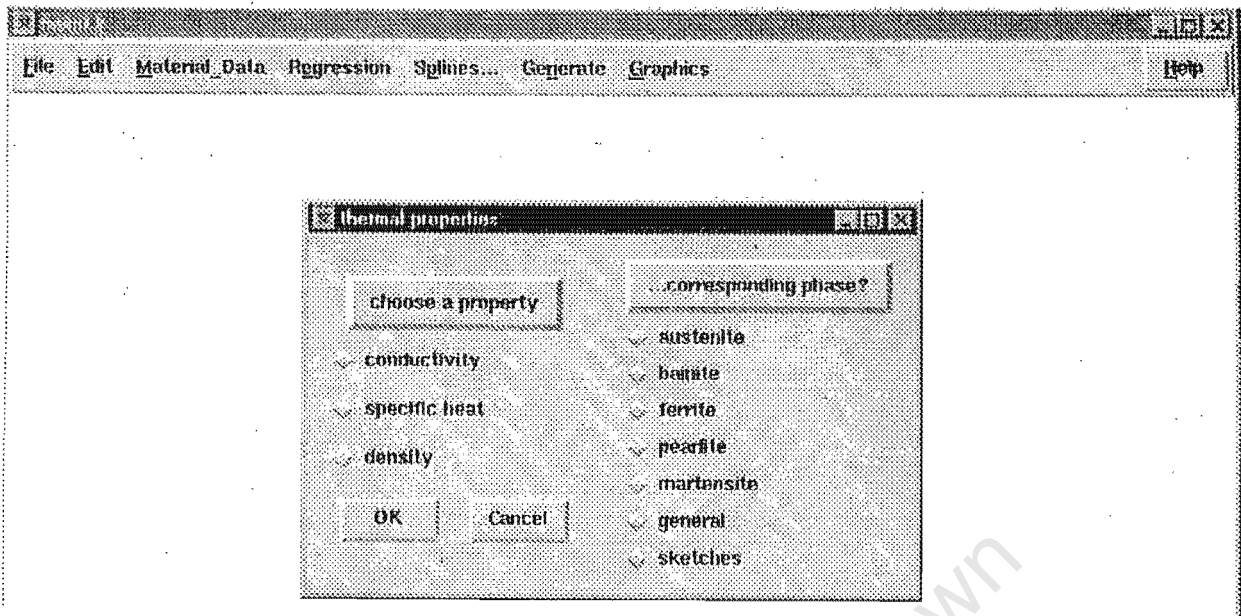 File Edit Material_Data Regression Splines... Generate Graphics Help
thermal properties
choose a property
conductivity
specific heat
density
OK Cancel
...corresponding phase?
austenite
bainite
ferrite
pearlite
martensite
general
sketches
wn